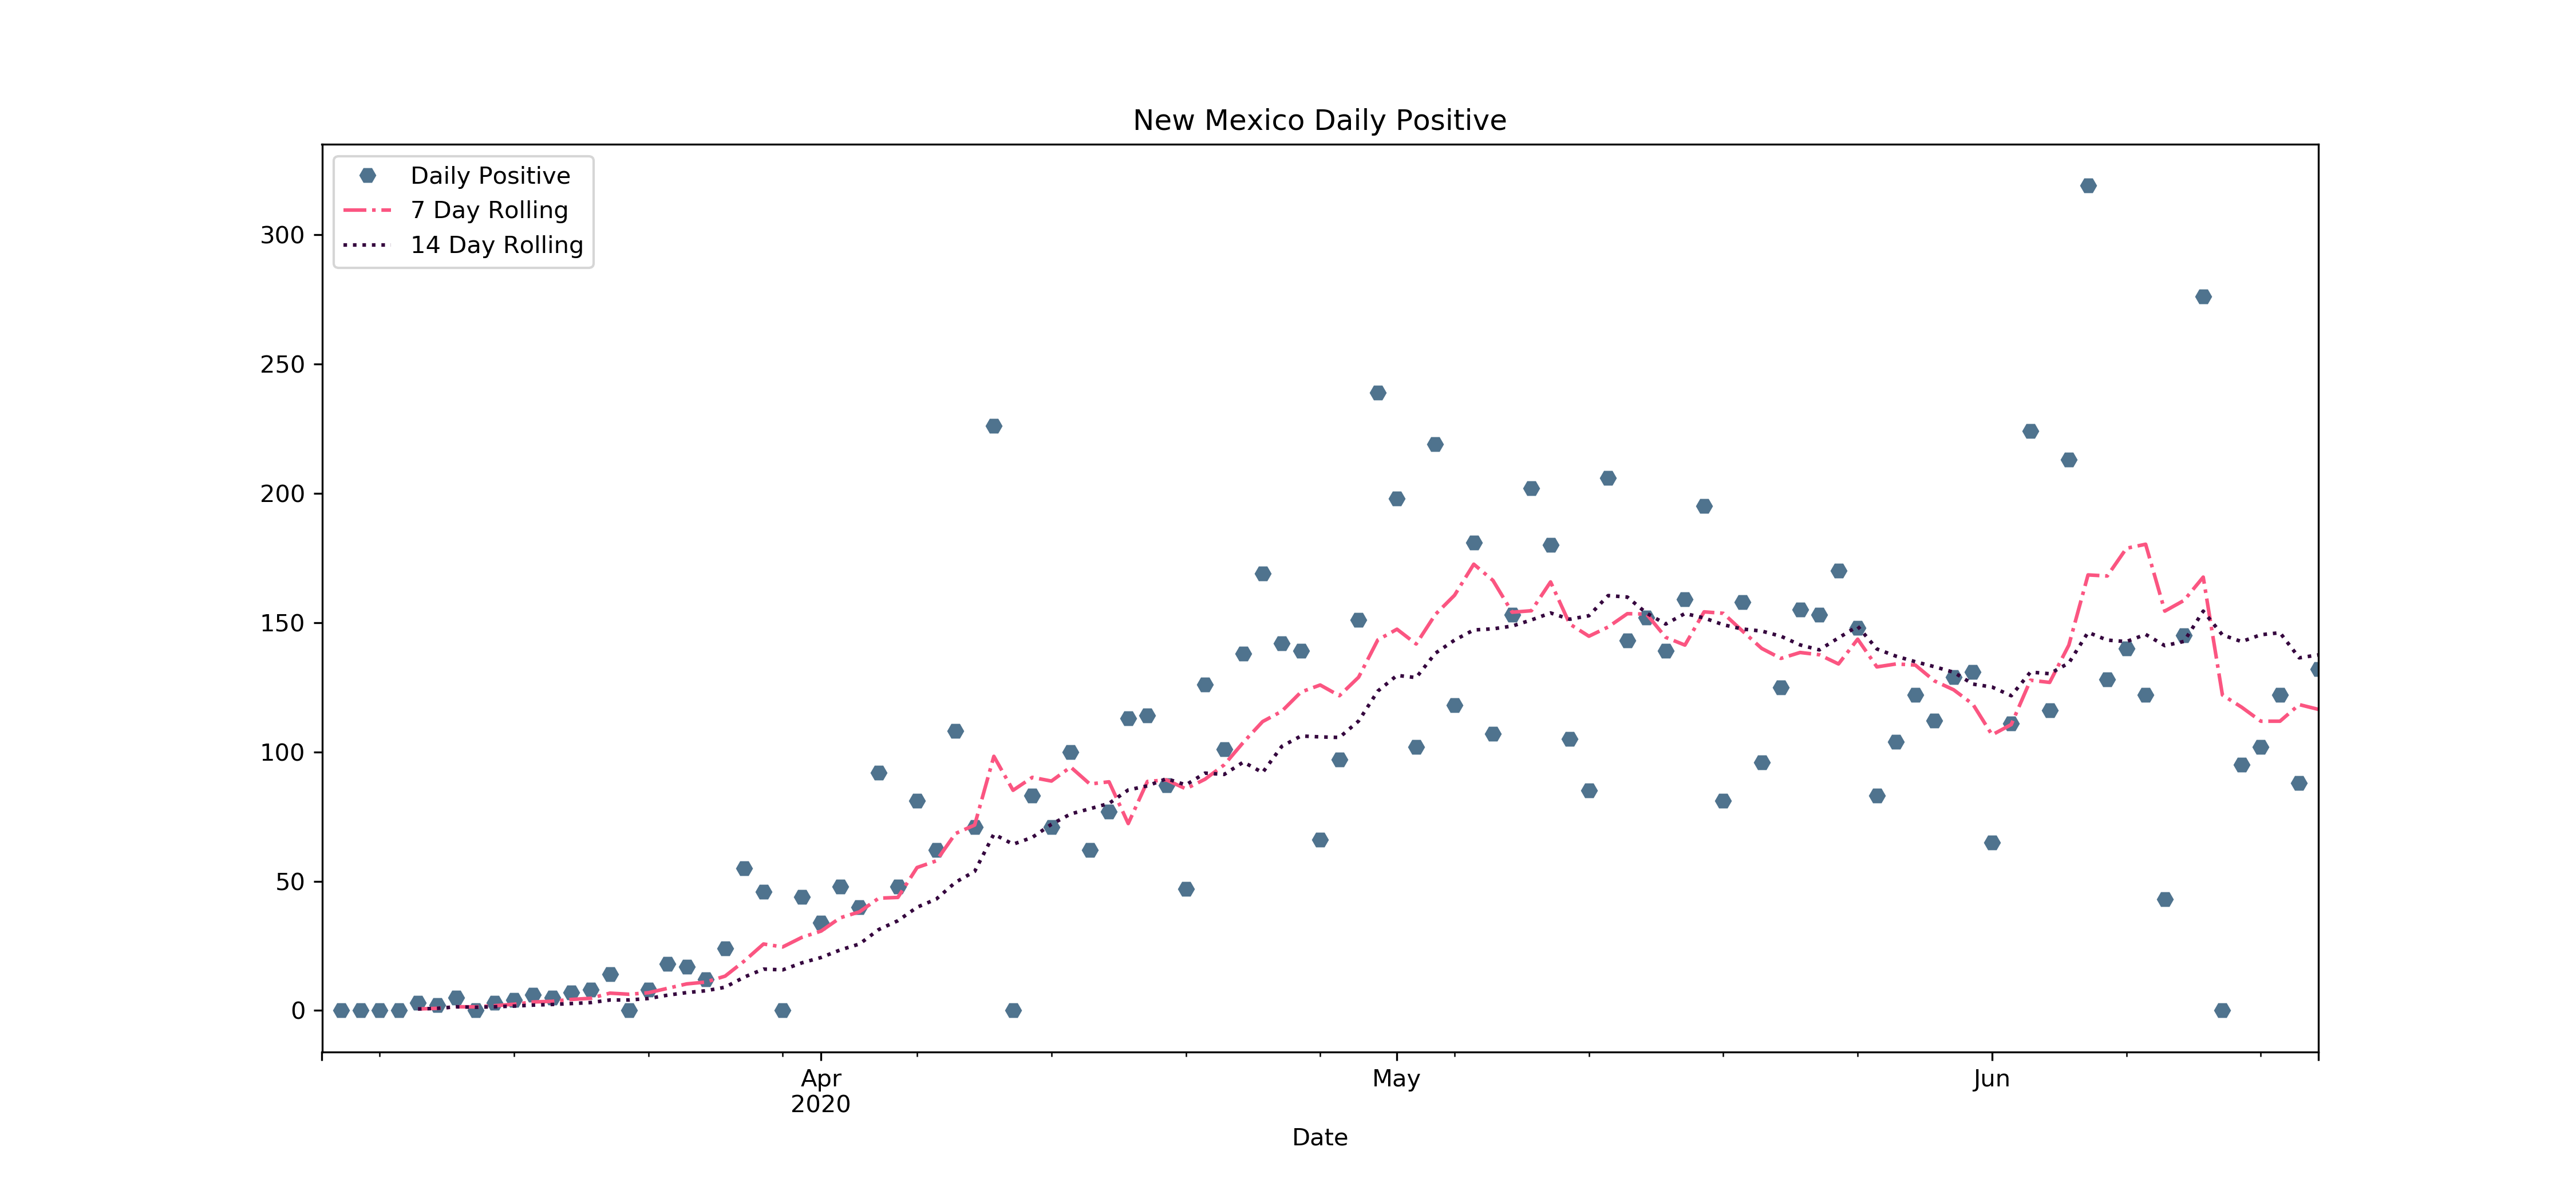 New Mexico Daily Positive
Daily Positive
7 Day Rolling
14 Day Rolling
300
250
200
150
100
50
0
Apr
2020
May
Jun
Date